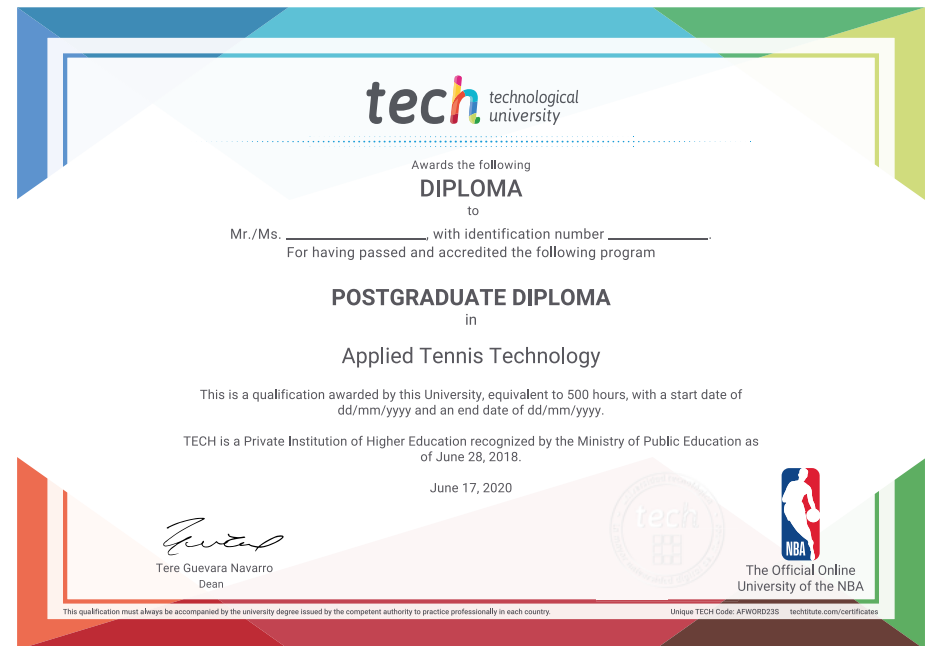 tech technological
university
Awards the following
DIPLOMA
to
Mr./Ms. ____________________, with identification number ______________.
For having passed and accredited the following program
POSTGRADUATE DIPLOMA
in
Applied Tennis Technology
This is a qualification awarded by this University, equivalent to 500 hours, with a start date of
dd/mm/yyyy and an end date of dd/mm/yyyy.
TECH is a Private Institution of Higher Education recognized by the Ministry of Public Education as
of June 28, 2018.
June 17, 2020
tech
NBA
Tere Guevara Navarro
Dean
The Official Online
University of the NBA
This qualification must always be accompanied by the university degree issued by the competent authority to practice professionally in each country.
Unique TECH Code: AFWORD23S techtitute.com/certificates